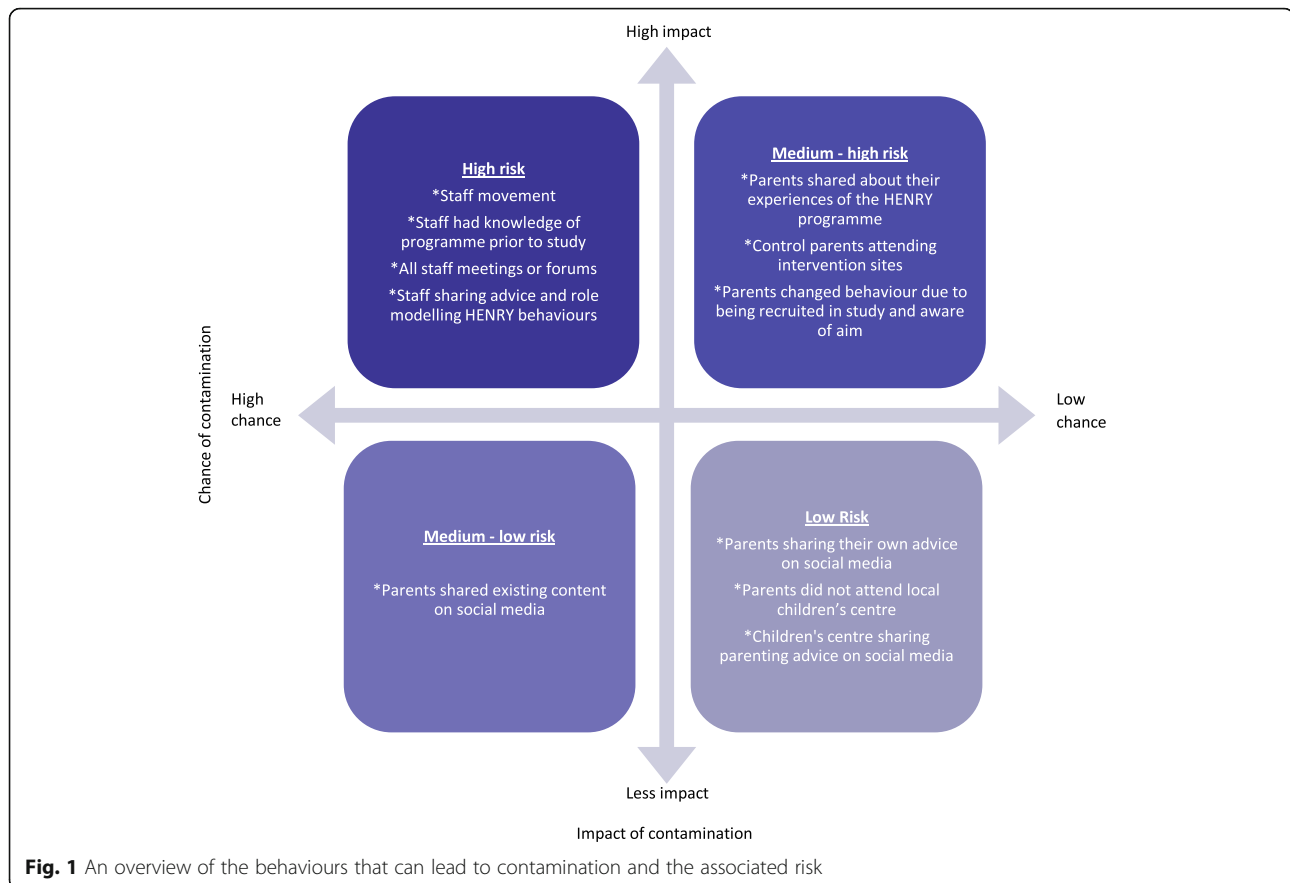 High impact
High risk
*Staff movement
*Staff had knowledge of
programme prior to study
*All staff meetings or forums
*Staff sharing advice and role
modelling HENRY behaviours
Medium - high risk
*Parents shared about their
experiences of the HENRY
programme
*Control parents attending
intervention sites
*Parents changed behaviour due to
being recruited in study and aware
of aim
Chance of contamination
High
chance
Low
chance
Medium - low risk
*Parents shared existing content
on social media
Low Risk
*Parents sharing their own advice
on social media
*Parents did not attend local
children’s centre
*Children's centre sharing
parenting advice on social media
Less impact
Impact of contamination
Fig. 1 An overview of the behaviours that can lead to contamination and the associated risk